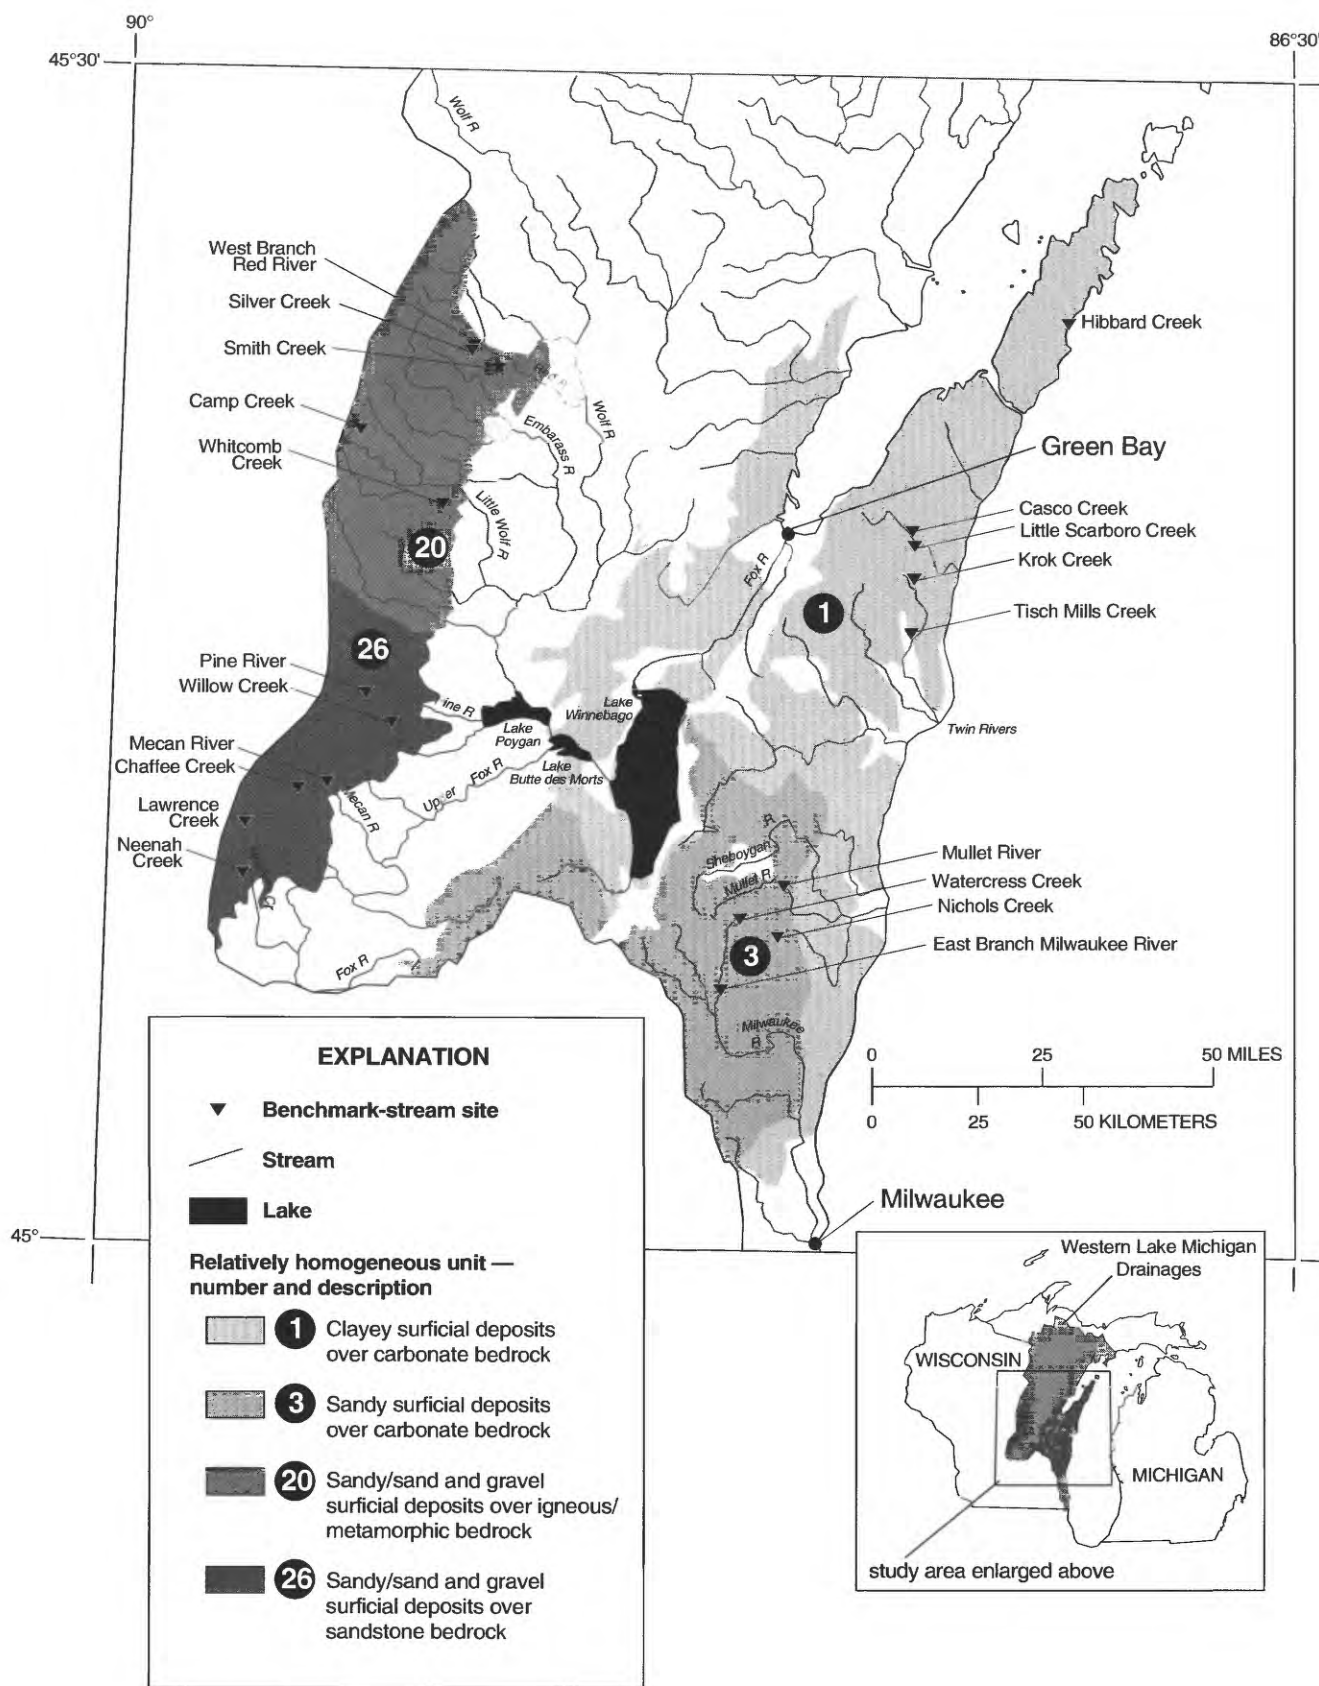 90°
45°30'
86°30'
Wolf R
West Branch
Red River
Silver Creek
Smith Creek
Camp Creek
Whitcomb
Creek
Hibbard Creek
Embarass R
Wolf R
Little Wolf R
Green Bay
Casco Creek
Little Scarboro Creek
Krok Creek
Tisch Mills Creek
Fox R
20
1
26
Pine River
Willow Creek
ine R
Lake
Winnebago
Lake
Poygan
Twin Rivers
Mecan River
Chaffee Creek
Lake
Butte des Morts
Upper Fox R
Mecan R
Lawrence
Creek
Neenah
Creek
Cr
Sheboygan
R
Mullet R
Mullet River
Watercress Creek
Nichols Creek
East Branch Milwaukee River
3
Fox R
Milwaukee
R
EXPLANATION
Benchmark-stream site
Stream
Lake
Relatively homogeneous unit —
number and description
1 Clayey surficial deposits
over carbonate bedrock
3 Sandy surficial deposits
over carbonate bedrock
20 Sandy/sand and gravel
surficial deposits over igneous/
metamorphic bedrock
26 Sandy/sand and gravel
surficial deposits over
sandstone bedrock
0 25 50 MILES
0 25 50 KILOMETERS
45°
Milwaukee
Western Lake Michigan
Drainages
WISCONSIN
MICHIGAN
study area enlarged above